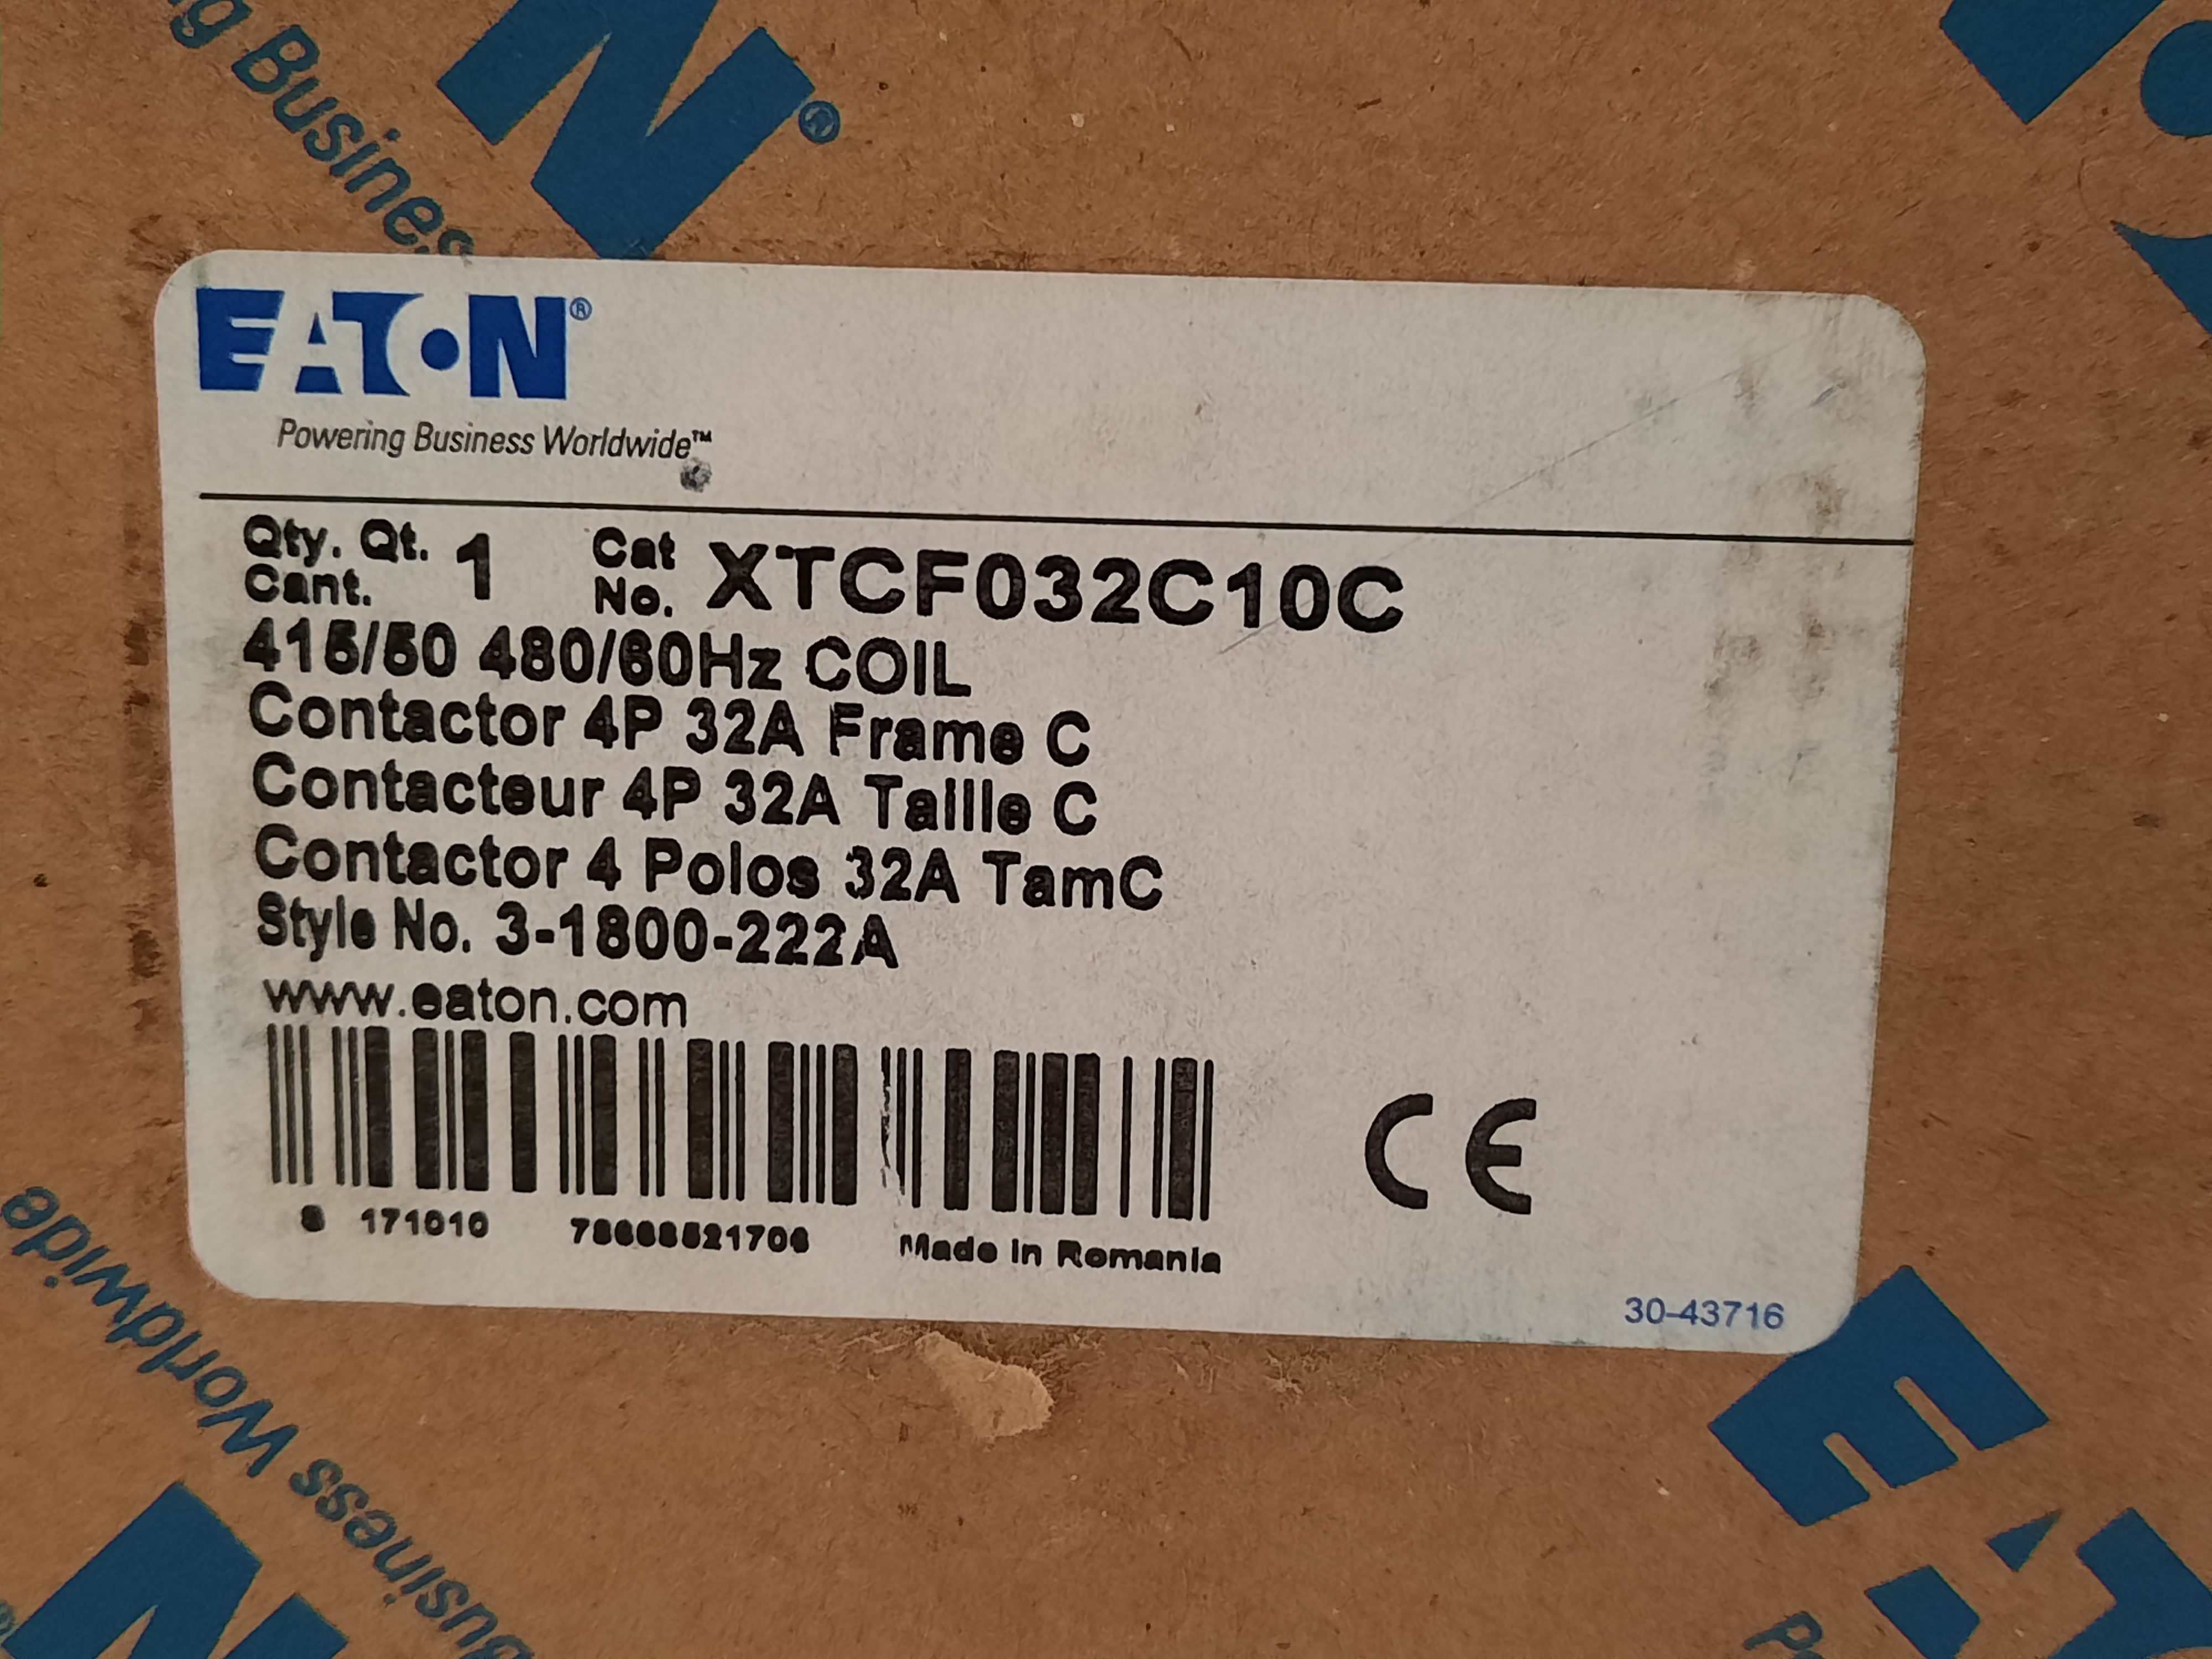 g Business
N®
EATON®
Powering Business Worldwide™
Qty. Qt. Cant. 1 Cat No. XTCF032C10C
415/50 480/60Hz COIL
Contactor 4P 32A Frame C
Contacteur 4P 32A Taille C
Contactor 4 Polos 32A TamC
Style No. 3-1800-222A
www.eaton.com
171010 Made in Romania
CE
30-43716
Business Worldwide
N
EAT
Po